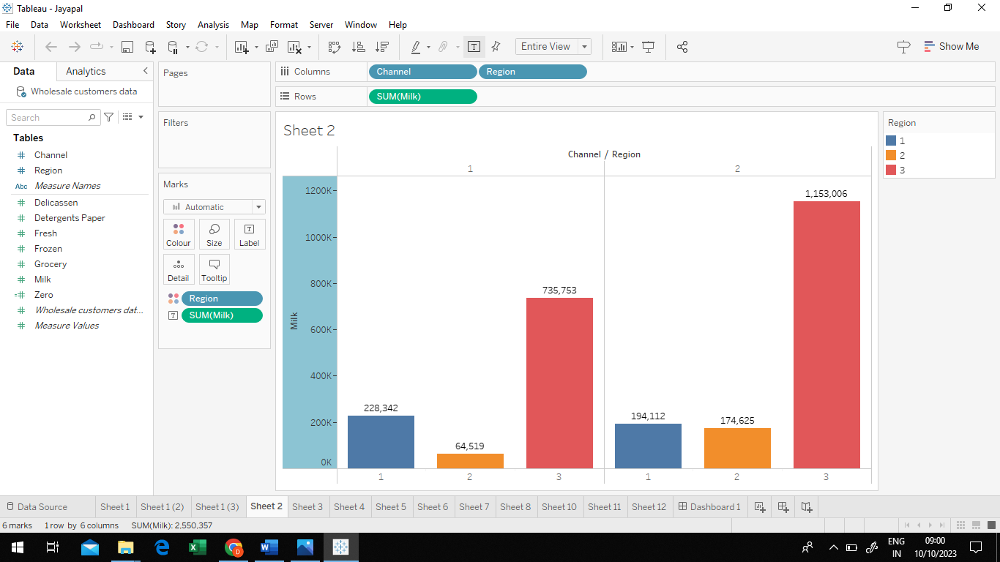 Tableau - Jayapal
File Data Worksheet Dashboard Story Analysis Map Format Server Window Help
Entire View
Show Me
Data Analytics
Wholesale customers data
Search
Tables
Channel
Region
Abc Measure Names
Delicassen
Detergents Paper
Fresh
Frozen
Grocery
Milk
Zero
Wholesale customers dat...
Measure Values
Pages
Filters
Marks
Automatic
Colour Size Label
Detail Tooltip
Region
SUM(Milk)
Columns Channel Region
Rows SUM(Milk)
Sheet 2
Channel / Region
1 2
1200K
1000K
800K
600K
400K
200K
0K
Milk
228,342 64,519 735,753 194,112 174,625 1,153,006
1 2 3 1 2 3
Region
1
2
3
Data Source Sheet 1 Sheet 1 (2) Sheet 1 (3) Sheet 2 Sheet 3 Sheet 4 Sheet 5 Sheet 6 Sheet 7 Sheet 8 Sheet 10 Sheet 11 Sheet 12 Dashboard 1
6 marks 1 row by 6 columns SUM(Milk): 2,550,357
ENG
IN
09:00
10/10/2023